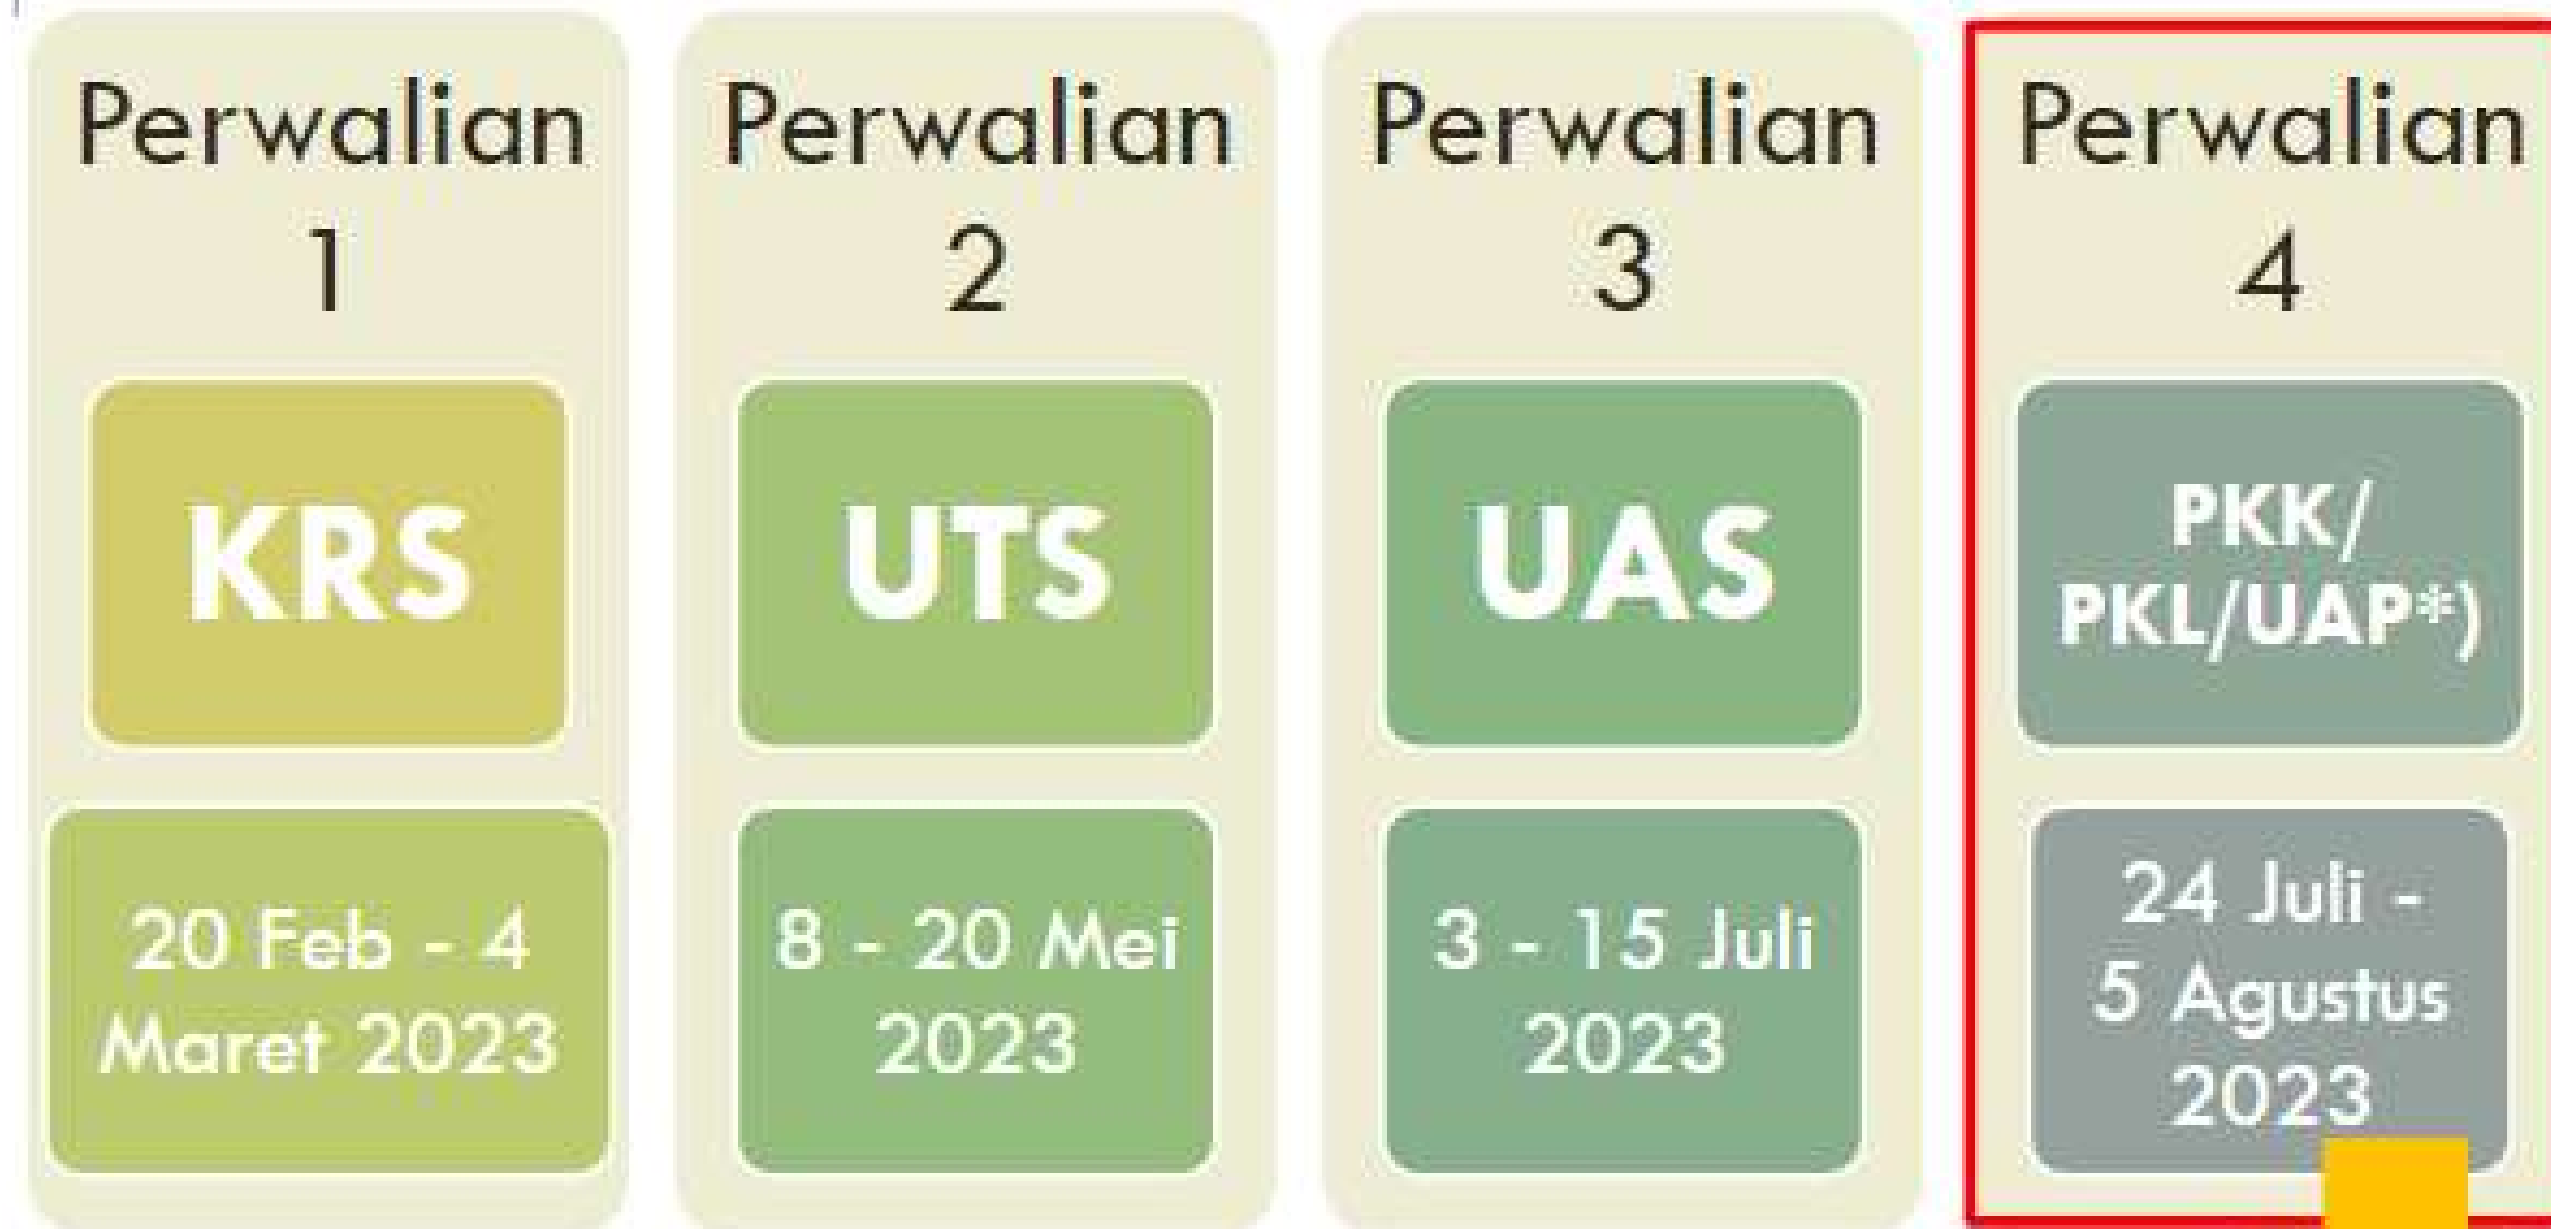 Perwalian
1
KRS
20 Feb - 4
Maret 2023
Perwalian
2
UTS
8 - 20 Mei
2023
Perwalian
3
UAS
3 - 15 Juli
2023
Perwalian
4
PKK/
PKL/UAP*)
24 Juli -
5 Agustus
2023